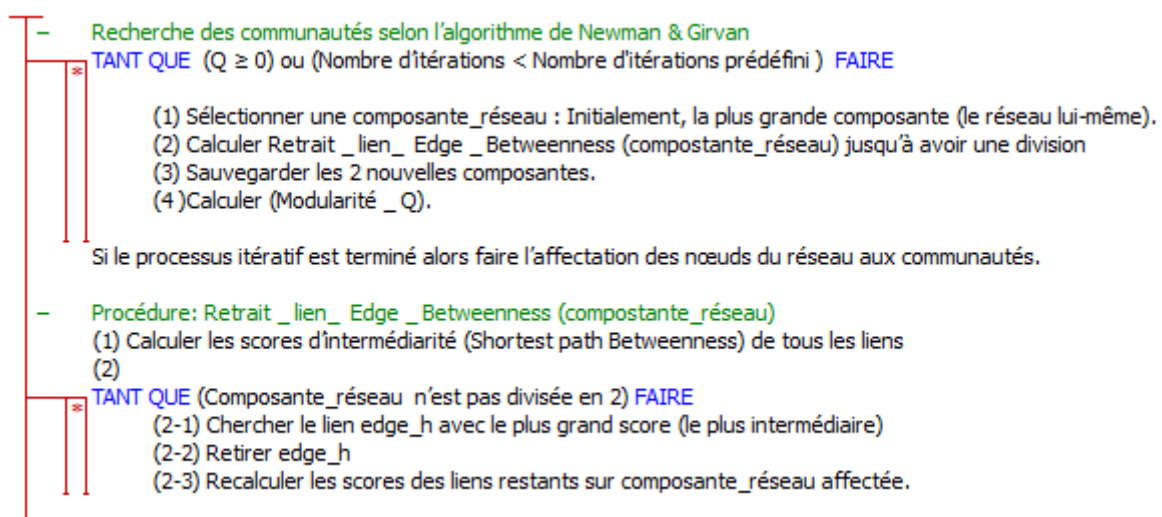 – Recherche des communautés selon l'algorithme de Newman & Girvan
* TANT QUE (Q ≥ 0) ou (Nombre d'itérations < Nombre d'itérations prédéfini ) FAIRE
(1) Sélectionner une composante_réseau : Initialement, la plus grande composante (le réseau lui-même).
(2) Calculer Retrait _ lien_ Edge _ Betweenness (compostante_réseau) jusqu'à avoir une division
(3) Sauvegarder les 2 nouvelles composantes.
(4 )Calculer (Modularité _ Q).
Si le processus itératif est terminé alors faire l'affectation des nœuds du réseau aux communautés.
– Procédure: Retrait _ lien_ Edge _ Betweenness (compostante_réseau)
(1) Calculer les scores d'intermédiarité (Shortest path Betweenness) de tous les liens
(2)
* TANT QUE (Composante_réseau n'est pas divisée en 2) FAIRE
(2-1) Chercher le lien edge_h avec le plus grand score (le plus intermédiaire)
(2-2) Retirer edge_h
(2-3) Recalculer les scores des liens restants sur composante_réseau affectée.